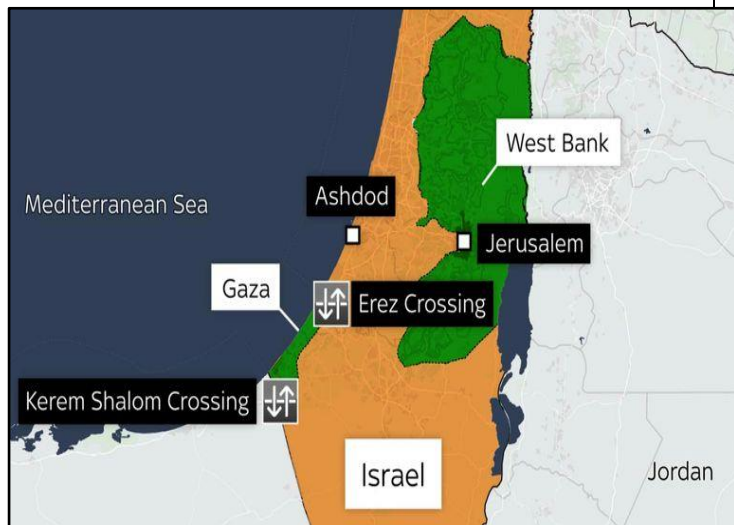 West Bank
Mediterranean Sea
Ashdod
Jerusalem
Gaza
Erez Crossing
Kerem Shalom Crossing
Israel
Jordan